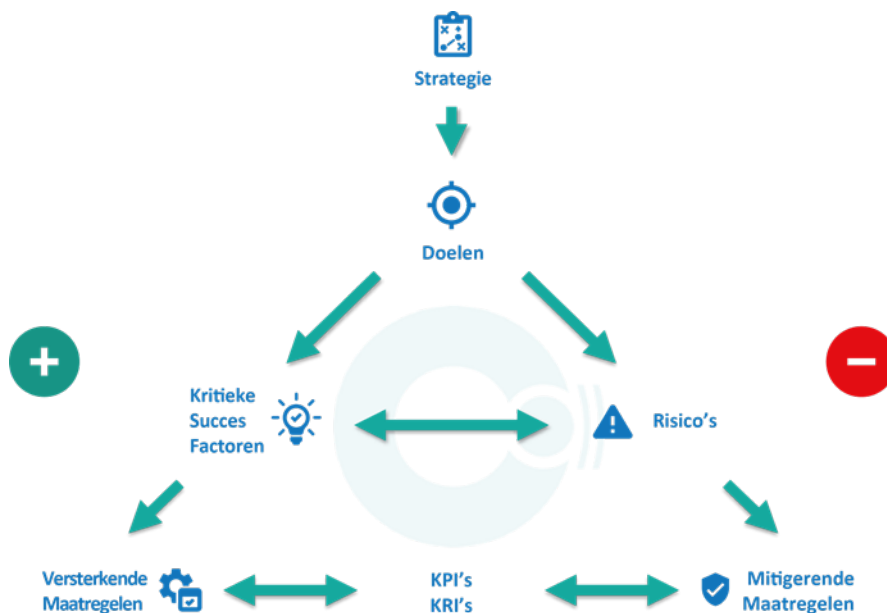 Strategie
Doelen
Kritieke
Succes
Factoren
Risico's
Versterkende
Maatregelen
KPI's
KRI's
Mitigerende
Maatregelen